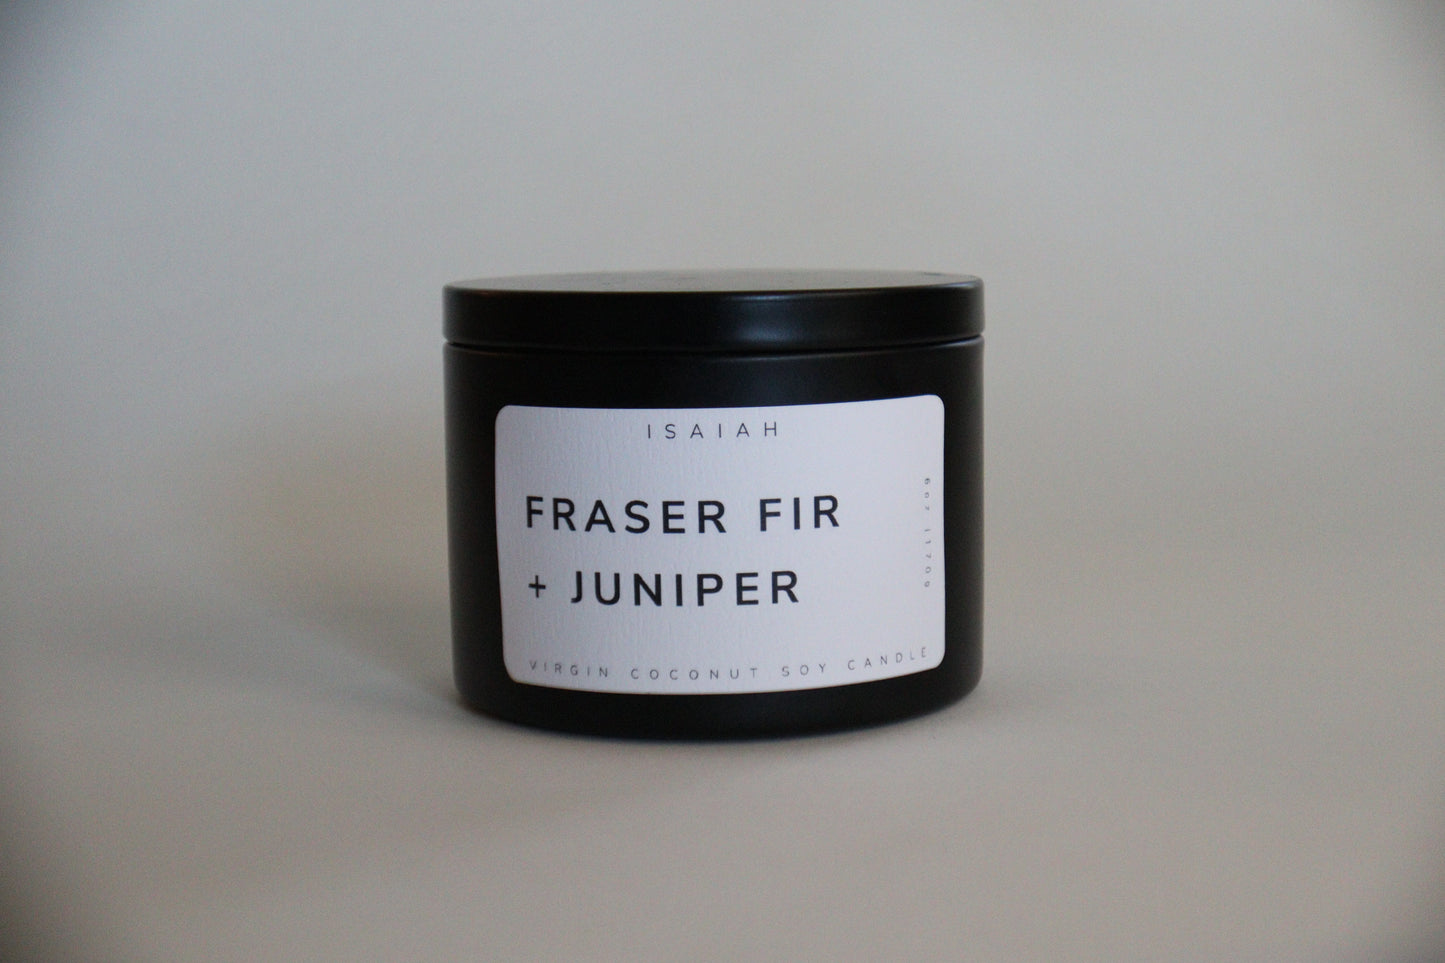 ISAIAH
FRASER FIR
+ JUNIPER
VIRGIN COCONUT SOY CANDLE
6oz | 170g